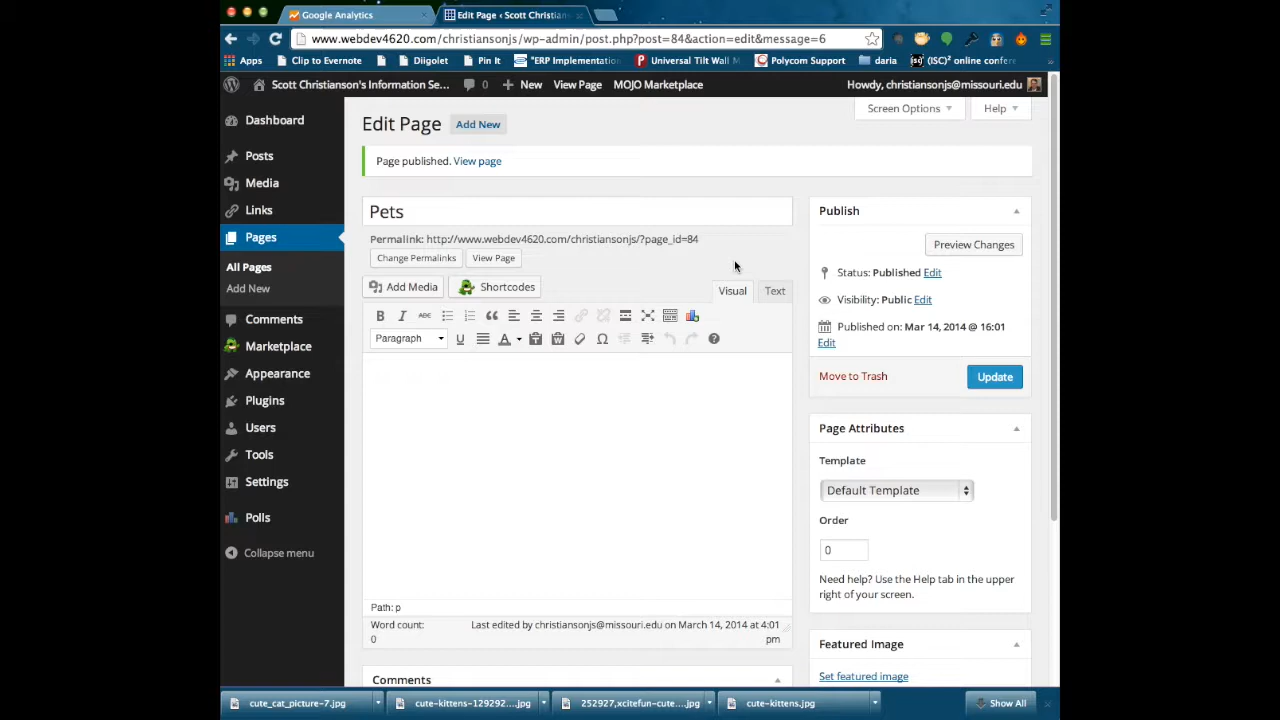 Google Analytics
Edit Page ‹ Scott Christian
www.webdev4620.com/christiansonjs/wp-admin/post.php?post=84&action=edit&message=6
Apps Clip to Evernote Diigolet Pin It "ERP Implementation Universal Tilt Wall M... Polycom Support daria (ISC)² online confere
Scott Christianson's Information Se... 0 New View Page MOJO Marketplace Howdy, christiansonjs@missouri.edu
Screen Options Help
Dashboard
Posts
Media
Links
Pages
All Pages
Add New
Comments
Marketplace
Appearance
Plugins
Users
Tools
Settings
Polls
Collapse menu
Edit Page Add New
Page published. View page
Pets
Permalink: http://www.webdev4620.com/christiansonjs/?page_id=84
Change Permalinks View Page
Add Media Shortcodes
Visual Text
B I ABC
Paragraph U A T W Ω ?
Path: p
Word count: 0
Last edited by christiansonjs@missouri.edu on March 14, 2014 at 4:01 pm
Comments
Publish
Preview Changes
Status: Published Edit
Visibility: Public Edit
Published on: Mar 14, 2014 @ 16:01
Edit
Move to Trash Update
Page Attributes
Template
Default Template
Order
0
Need help? Use the Help tab in the upper
right of your screen.
Featured Image
Set featured image
cute_cat_picture-7.jpg cute-kittens-129292....jpg 252927,xcitefun-cute....jpg cute-kittens.jpg Show All